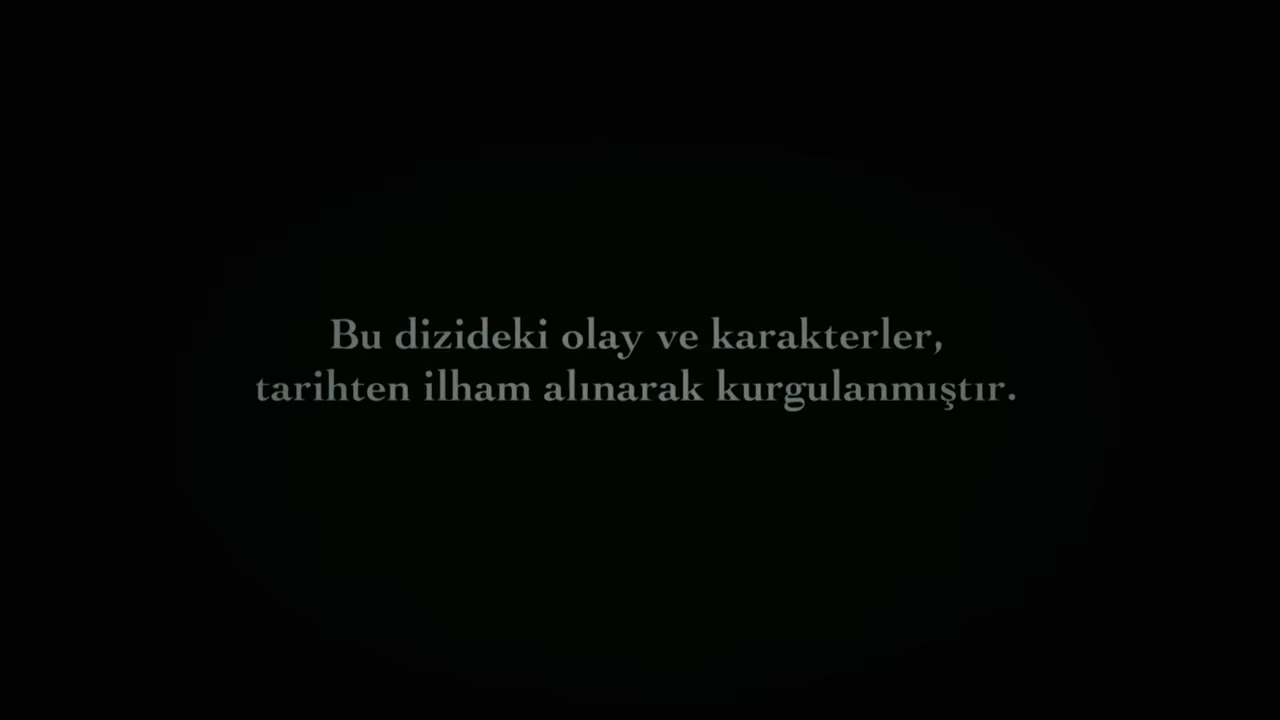 Bu dizideki olay ve karakterler,
tarihten ilham alınarak kurgulanmıştır.